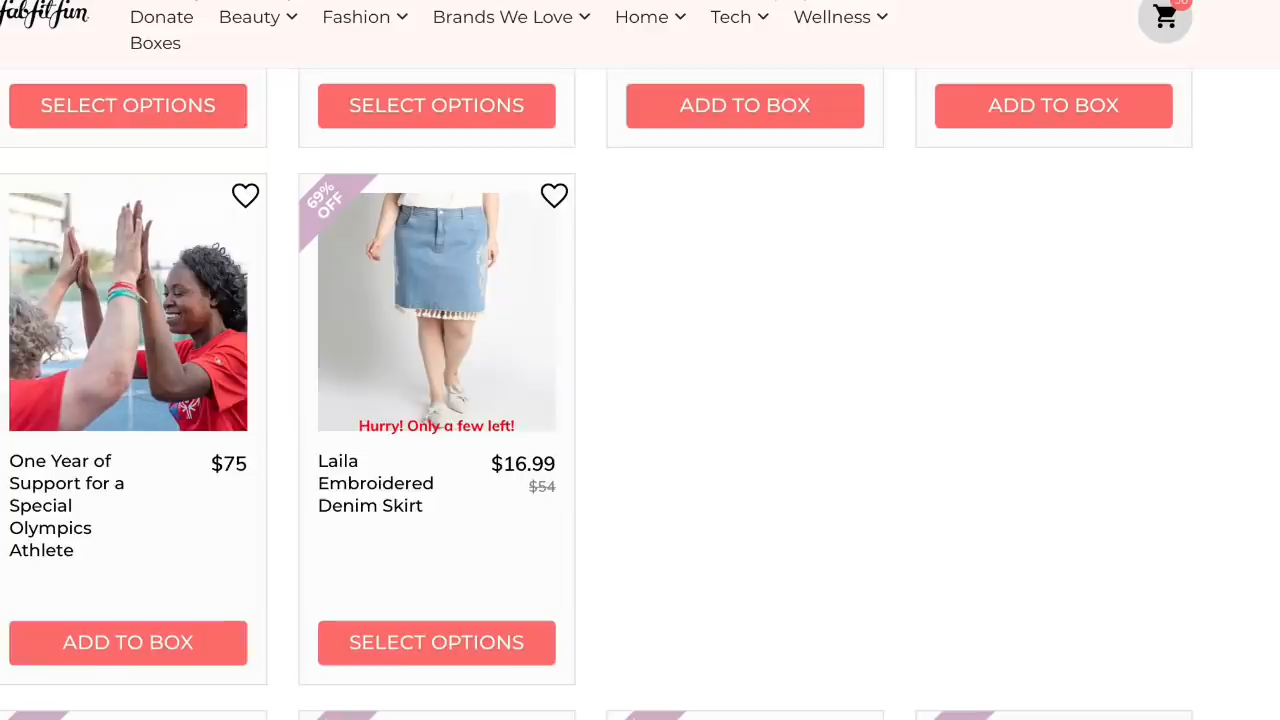 fabfitfun
Donate
Beauty
Fashion
Brands We Love
Home
Tech
Wellness
Boxes
SELECT OPTIONS
SELECT OPTIONS
ADD TO BOX
ADD TO BOX
69%
OFF
Hurry! Only a few left!
One Year of
Support for a
Special
Olympics
Athlete
$75
Laila
Embroidered
Denim Skirt
$16.99
$54
ADD TO BOX
SELECT OPTIONS